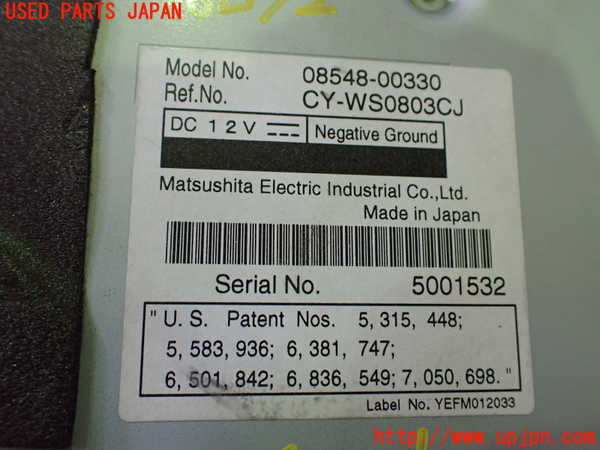 USED PARTS JAPAN
Model No. 08548-00330
Ref.No. CY-WS0803CJ
DC 12V Negative Ground
Matsushita Electric Industrial Co.,Ltd.
Made in Japan
Serial No. 5001532
"U.S. Patent Nos. 5,315,448;
5,583,936; 6,381,747;
6,501,842; 6,836,549; 7,050,698."
Label No. YEFM012033
http://www.upjpn.com/